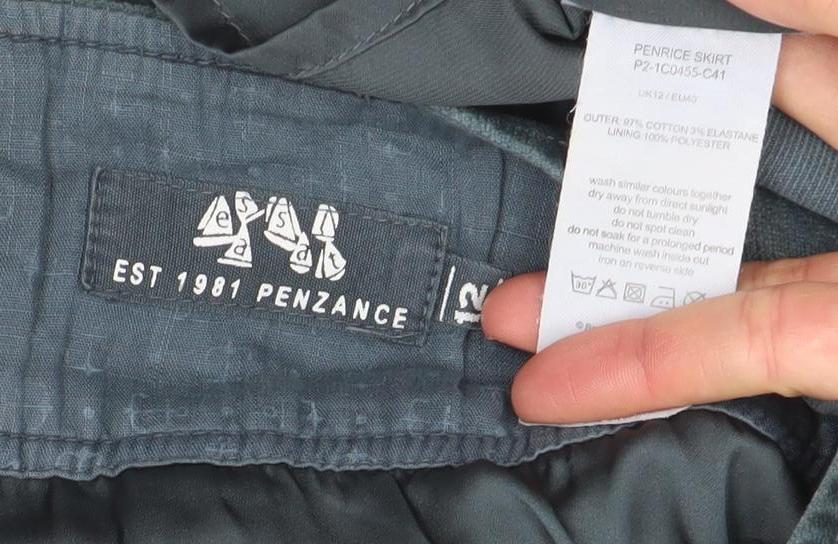 seasalt
EST 1981 PENZANCE
12
PENRICE SKIRT
P2-1C0455-C41
UK12 / EU40
OUTER: 97% COTTON 3% ELASTANE
LINING:100% POLYESTER
wash similar colours together
dry away from direct sunlight
do not tumble dry
do not spot clean
do not soak for a prolonged period
machine wash inside out
iron on reverse side